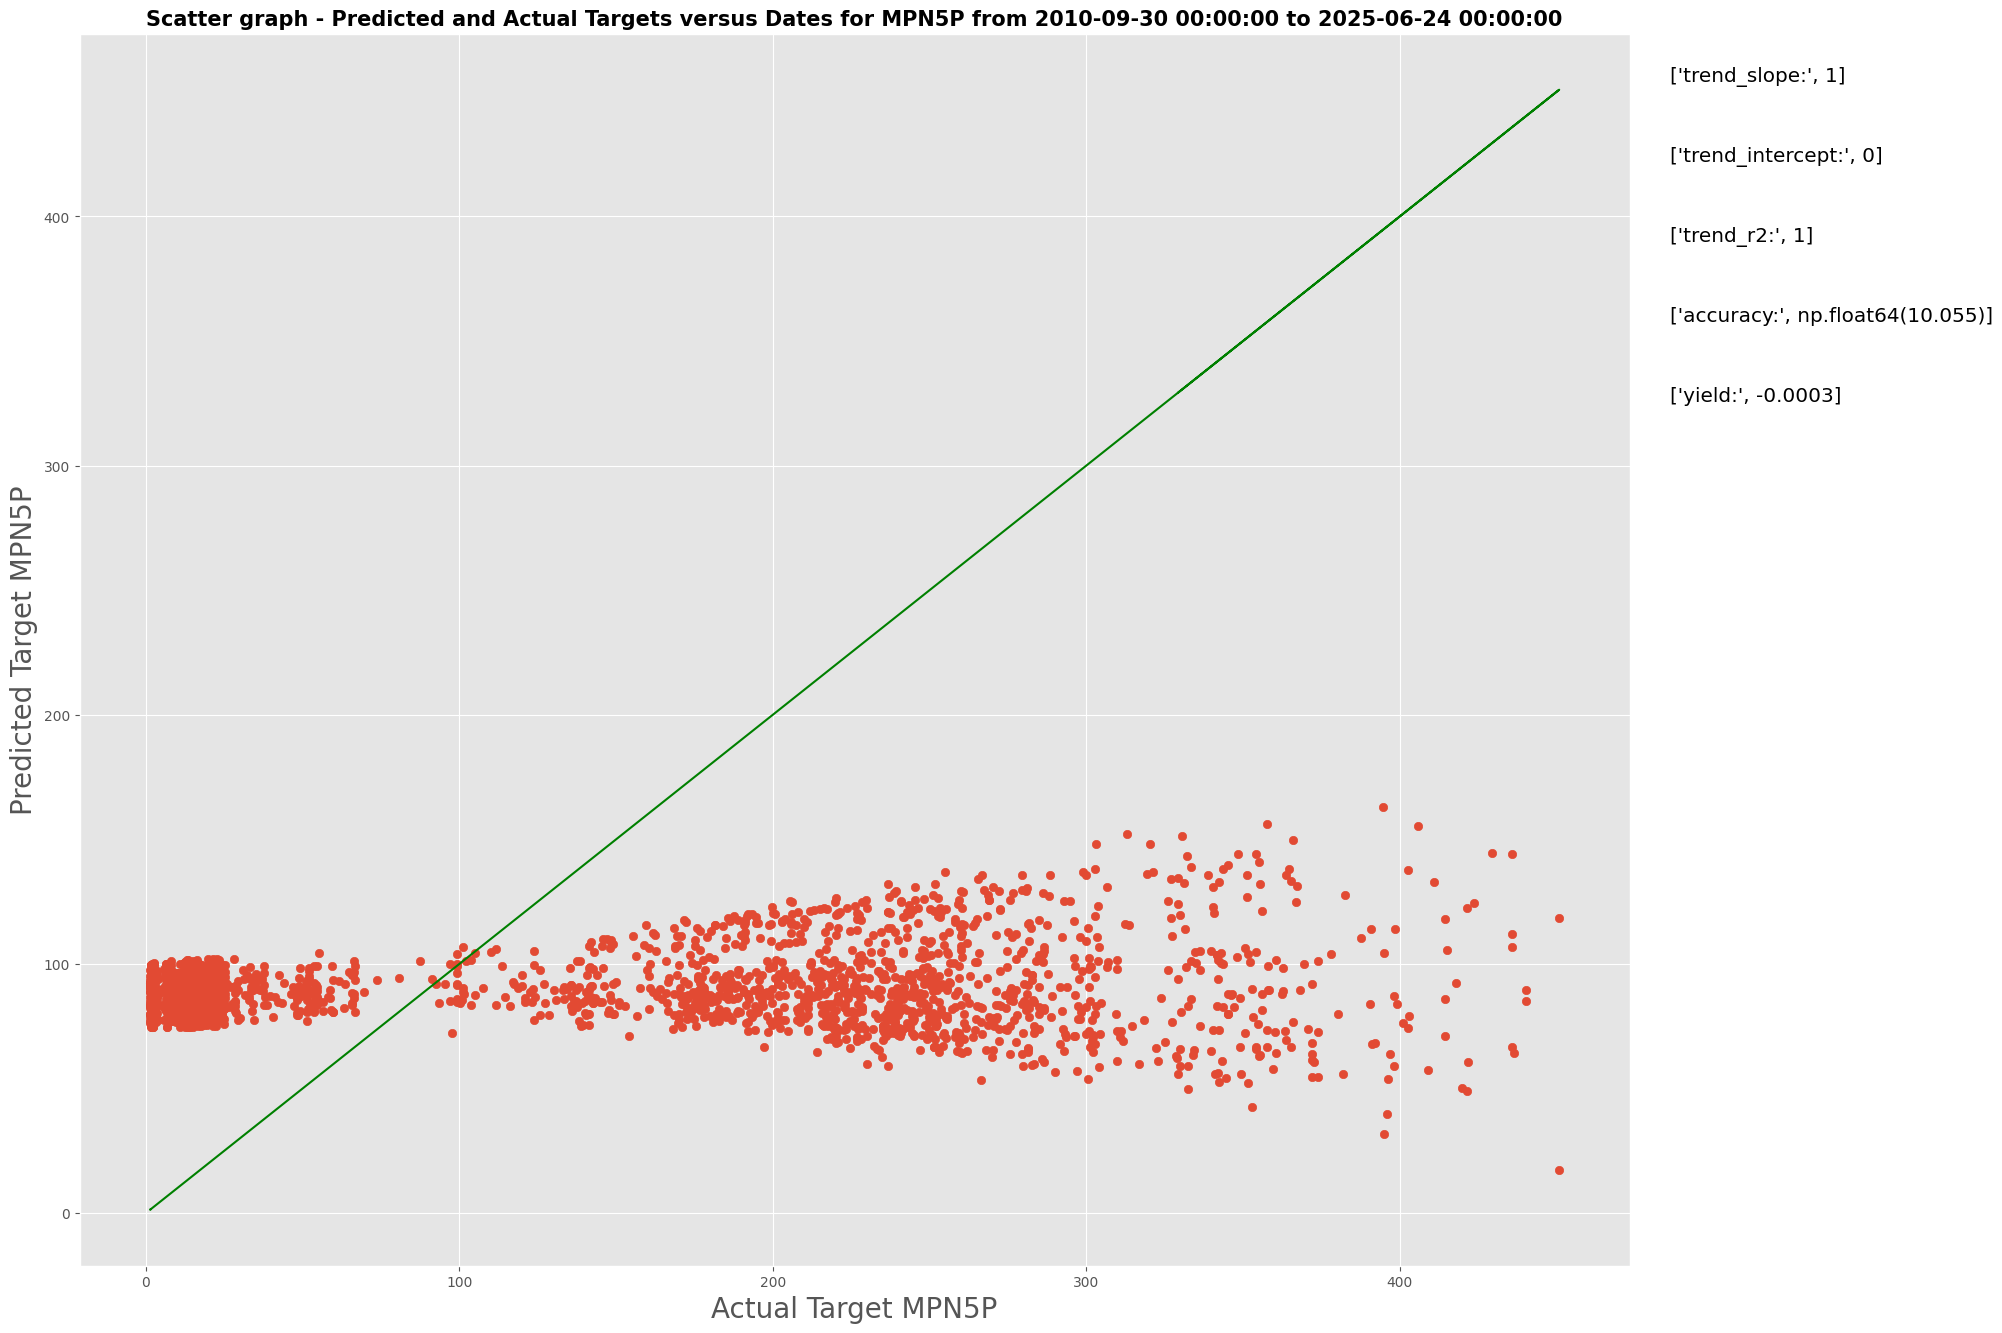 Scatter graph - Predicted and Actual Targets versus Dates for MPN5P from 2010-09-30 00:00:00 to 2025-06-24 00:00:00
['trend_slope:', 1]
['trend_intercept:', 0]
['trend_r2:', 1]
['accuracy:', np.float64(10.055)]
['yield:', -0.0003]
Predicted Target MPN5P
400
300
200
100
0
0 100 200 300 400
Actual Target MPN5P